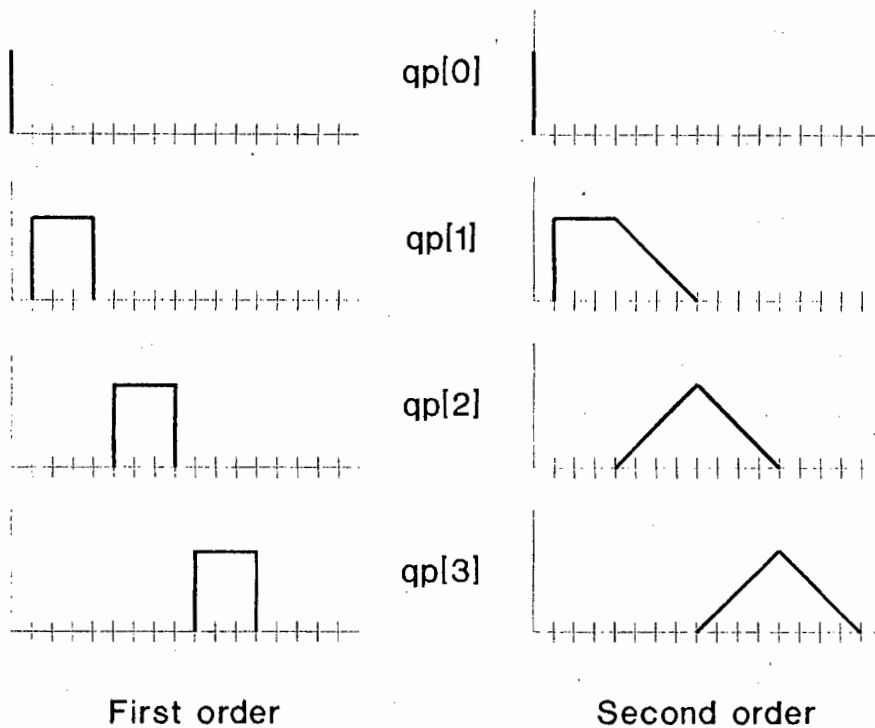 qp[0]
qp[1]
qp[2]
qp[3]
First order
Second order